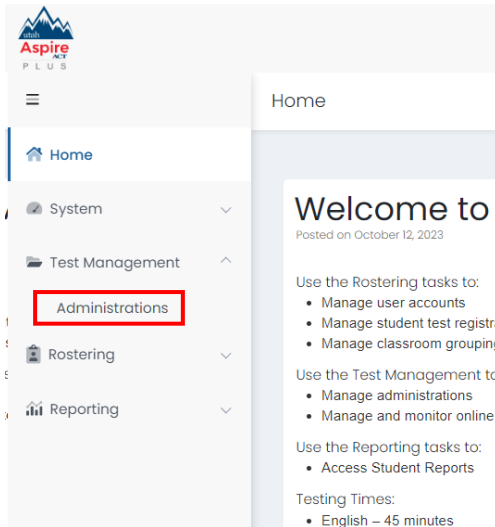 utah
Aspire
ACT
PLUS
Home
Home
System
Test Management
Administrations
Rostering
Reporting
Welcome to
Posted on October 12, 2023
Use the Rostering tasks to:
• Manage user accounts
• Manage student test registr
• Manage classroom grouping
Use the Test Management ta
• Manage administrations
• Manage and monitor online
Use the Reporting tasks to:
• Access Student Reports
Testing Times:
• English – 45 minutes